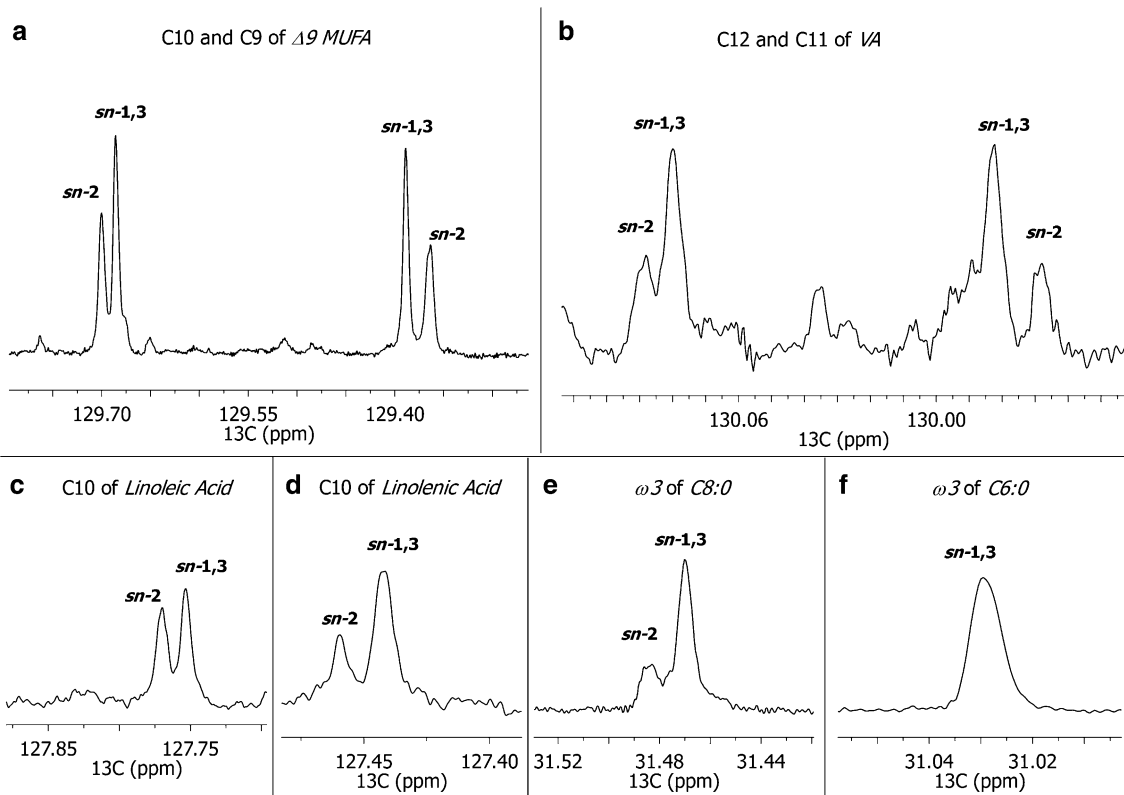 a
C10 and C9 of Δ9 MUFA
sn-1,3
sn-2
sn-1,3
sn-2
129.70 129.55 129.40
13C (ppm)
b
C12 and C11 of VA
sn-1,3
sn-2
sn-1,3
sn-2
130.06 130.00
13C (ppm)
c
C10 of Linoleic Acid
sn-1,3
sn-2
127.85 127.75
13C (ppm)
d
C10 of Linolenic Acid
sn-1,3
sn-2
127.45 127.40
13C (ppm)
e
ω3 of C8:0
sn-1,3
sn-2
31.52 31.48 31.44
13C (ppm)
f
ω3 of C6:0
sn-1,3
31.04 31.02
13C (ppm)